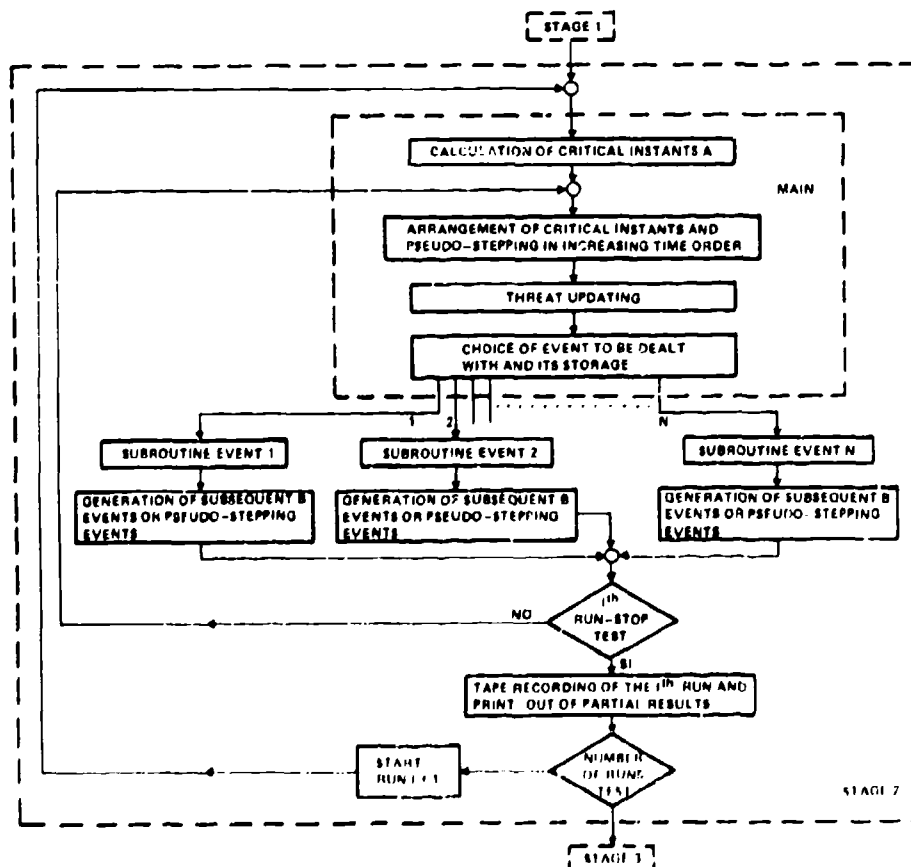 STAGE 1
CALCULATION OF CRITICAL INSTANTS A
MAIN
ARRANGEMENT OF CRITICAL INSTANTS AND
PSEUDO-STEPPING IN INCREASING TIME ORDER
THREAT UPDATING
CHOICE OF EVENT TO BE DEALT
WITH AND ITS STORAGE
1
2
N
SUBROUTINE EVENT 1
SUBROUTINE EVENT 2
SUBROUTINE EVENT N
GENERATION OF SUBSEQUENT B
EVENTS OR PSEUDO-STEPPING
EVENTS
GENERATION OF SUBSEQUENT B
EVENTS OR PSEUDO-STEPPING
EVENTS
GENERATION OF SUBSEQUENT B
EVENTS OR PSEUDO-STEPPING
EVENTS
Ith
RUN-STOP
TEST
NO
SI
TAPE RECORDING OF THE Ith RUN AND
PRINT OUT OF PARTIAL RESULTS
NUMBER
OF RUNS
TEST
START
RUN
STAGE 2
STAGE 3